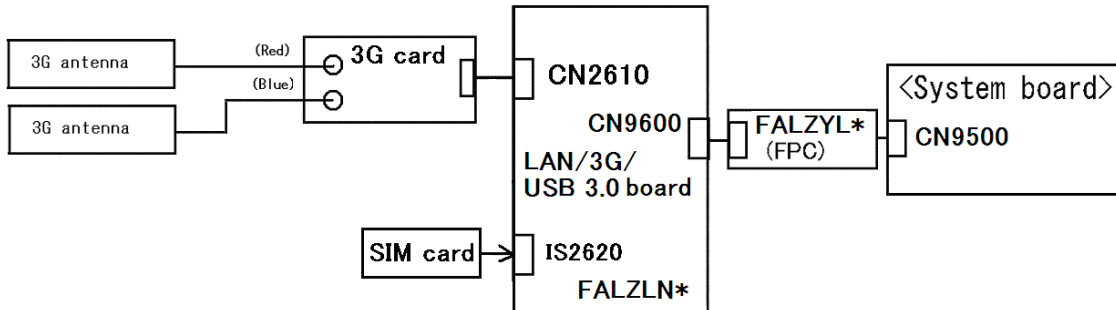 3G antenna
(Red)
3G card
(Blue)
3G antenna
CN2610
CN9600
LAN/3G/
USB 3.0 board
SIM card
IS2620
FALZLN*
FALZYL*
(FPC)
<System board>
CN9500